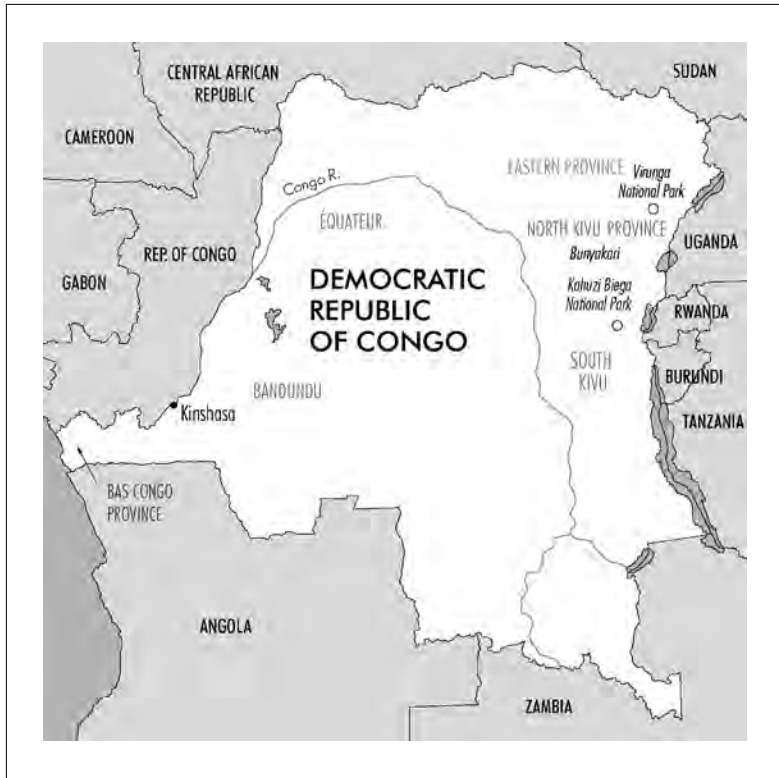 CENTRAL AFRICAN
REPUBLIC
SUDAN
CAMEROON
EASTERN PROVINCE
Virunga
National Park
Congo R.
ÉQUATEUR
NORTH KIVU PROVINCE
REP. OF CONGO
Bunyakari
UGANDA
GABON
DEMOCRATIC
REPUBLIC
OF CONGO
Kahuzi Biega
National Park
RWANDA
SOUTH
KIVU
BURUNDI
BANDUNDU
Kinshasa
TANZANIA
BAS CONGO
PROVINCE
ANGOLA
ZAMBIA